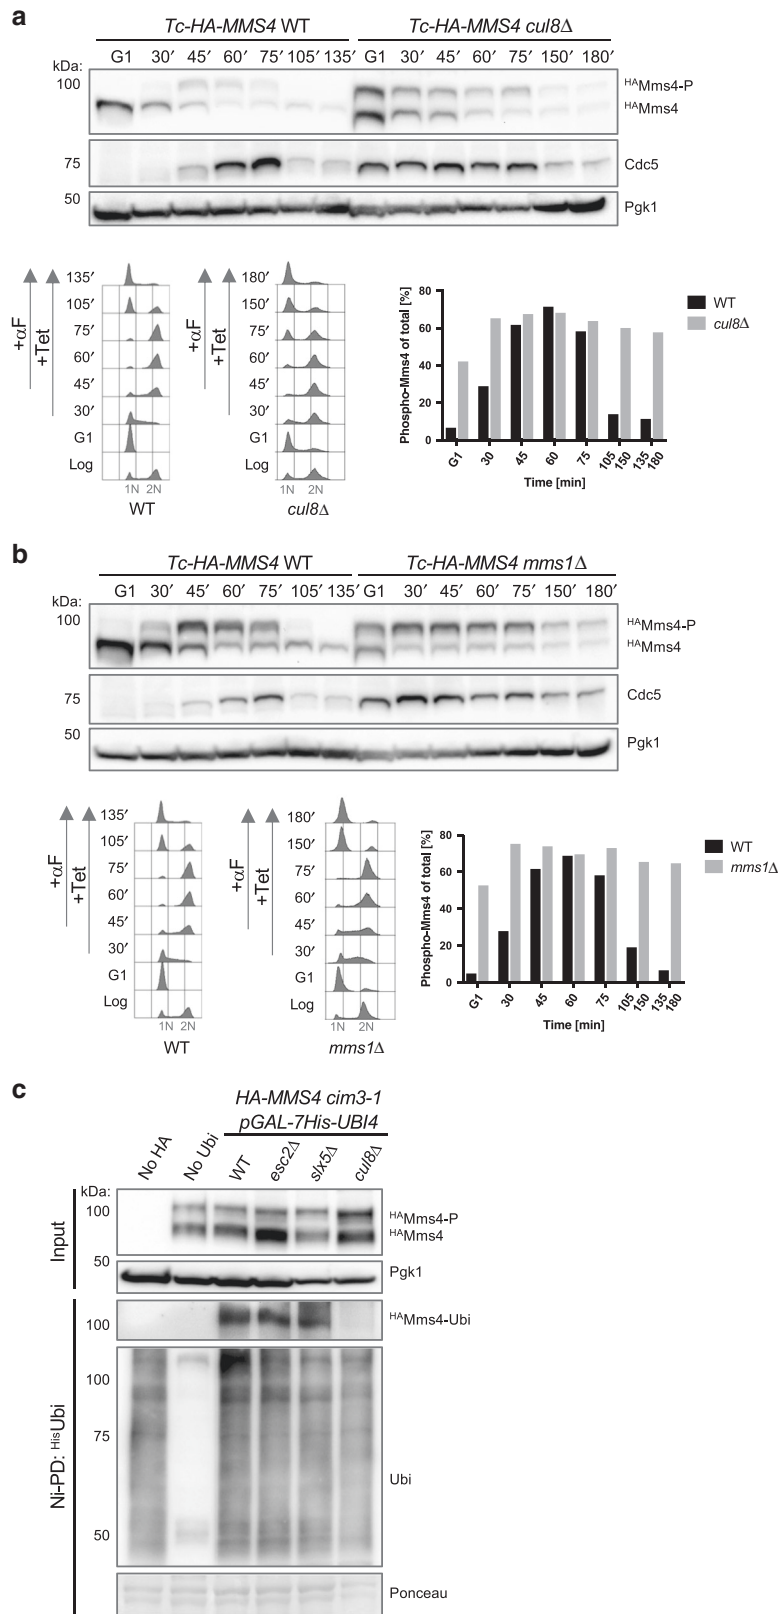 a
Tc-HA-MMS4 WT Tc-HA-MMS4 cul8Δ
kDa: G1 30′ 45′ 60′ 75′ 105′ 135′ G1 30′ 45′ 60′ 75′ 150′ 180′
100 HAMms4-P
HAMms4
75 Cdc5
50 Pgk1
+αF
+Tet
135′
105′
75′
60′
45′
30′
G1
Log
1N 2N
WT
+αF
+Tet
180′
150′
75′
60′
45′
30′
G1
Log
1N 2N
cul8Δ
Phospho-Mms4 of total [%]
80
60
40
20
0
G1 30 45 60 75 105 150 135 180
Time [min]
WT
cul8Δ
b
Tc-HA-MMS4 WT Tc-HA-MMS4 mms1Δ
kDa: G1 30′ 45′ 60′ 75′ 105′ 135′ G1 30′ 45′ 60′ 75′ 150′ 180′
100 HAMms4-P
HAMms4
75 Cdc5
50 Pgk1
+αF
+Tet
135′
105′
75′
60′
45′
30′
G1
Log
1N 2N
WT
+αF
+Tet
180′
150′
75′
60′
45′
30′
G1
Log
1N 2N
mms1Δ
Phospho-Mms4 of total [%]
80
60
40
20
0
G1 30 45 60 75 105 150 135 180
Time [min]
WT
mms1Δ
c
HA-MMS4 cim3-1
pGAL-7His-UBI4
No HA No Ubi WT esc2Δ slx5Δ cul8Δ
kDa:
Input
100 HAMms4-P
HAMms4
50 Pgk1
Ni-PD: HisUbi
100 HAMms4-Ubi
100
75
50
Ubi
Ponceau